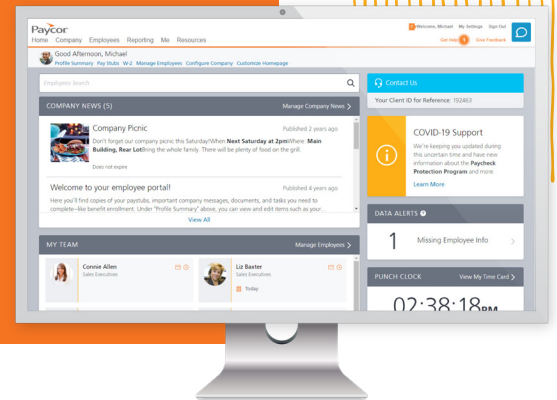 Paycor
Welcome, Michael My Settings Sign Out
Home Company Employees Reporting Me Resources
Get Help Give Feedback
Good Afternoon, Michael
Profile Summary Pay Stubs W-2 Manage Employees Configure Company Customize Homepage
Employees Search
Contact Us
Your Client ID for Reference: 192463
COMPANY NEWS (5) Manage Company News
Company Picnic Published 2 years ago
Don't forget our company picnic this Saturday!When Next Saturday at 2pmWhere: Main
Building, Rear LotBring the whole family. There will be plenty of food on the grill.
Does not expire
Welcome to your employee portal! Published 4 years ago
Here you'll find copies of your paystubs, important company messages, documents, and tasks you need to
complete—like benefit enrollment. Under "Profile Summary" above, you can view and edit items such as your...
View All
COVID-19 Support
We're keeping you updated during
this uncertain time and have new
information about the Paycheck
Protection Program and more
Learn More
DATA ALERTS
1 Missing Employee Info
MY TEAM Manage Employees
Connie Allen
Sales Executives
Liz Baxter
Sales Executives
Today
PUNCH CLOCK View My Time Card
02:38:18PM